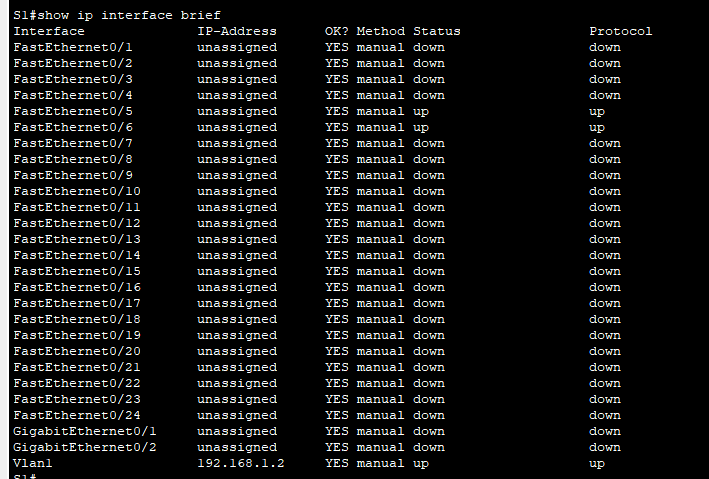 S1#show ip interface brief
Interface IP-Address OK? Method Status Protocol
FastEthernet0/1 unassigned YES manual down down
FastEthernet0/2 unassigned YES manual down down
FastEthernet0/3 unassigned YES manual down down
FastEthernet0/4 unassigned YES manual down down
FastEthernet0/5 unassigned YES manual up up
FastEthernet0/6 unassigned YES manual up up
FastEthernet0/7 unassigned YES manual down down
FastEthernet0/8 unassigned YES manual down down
FastEthernet0/9 unassigned YES manual down down
FastEthernet0/10 unassigned YES manual down down
FastEthernet0/11 unassigned YES manual down down
FastEthernet0/12 unassigned YES manual down down
FastEthernet0/13 unassigned YES manual down down
FastEthernet0/14 unassigned YES manual down down
FastEthernet0/15 unassigned YES manual down down
FastEthernet0/16 unassigned YES manual down down
FastEthernet0/17 unassigned YES manual down down
FastEthernet0/18 unassigned YES manual down down
FastEthernet0/19 unassigned YES manual down down
FastEthernet0/20 unassigned YES manual down down
FastEthernet0/21 unassigned YES manual down down
FastEthernet0/22 unassigned YES manual down down
FastEthernet0/23 unassigned YES manual down down
FastEthernet0/24 unassigned YES manual down down
GigabitEthernet0/1 unassigned YES manual down down
GigabitEthernet0/2 unassigned YES manual down down
Vlan1 192.168.1.2 YES manual up up
S1#